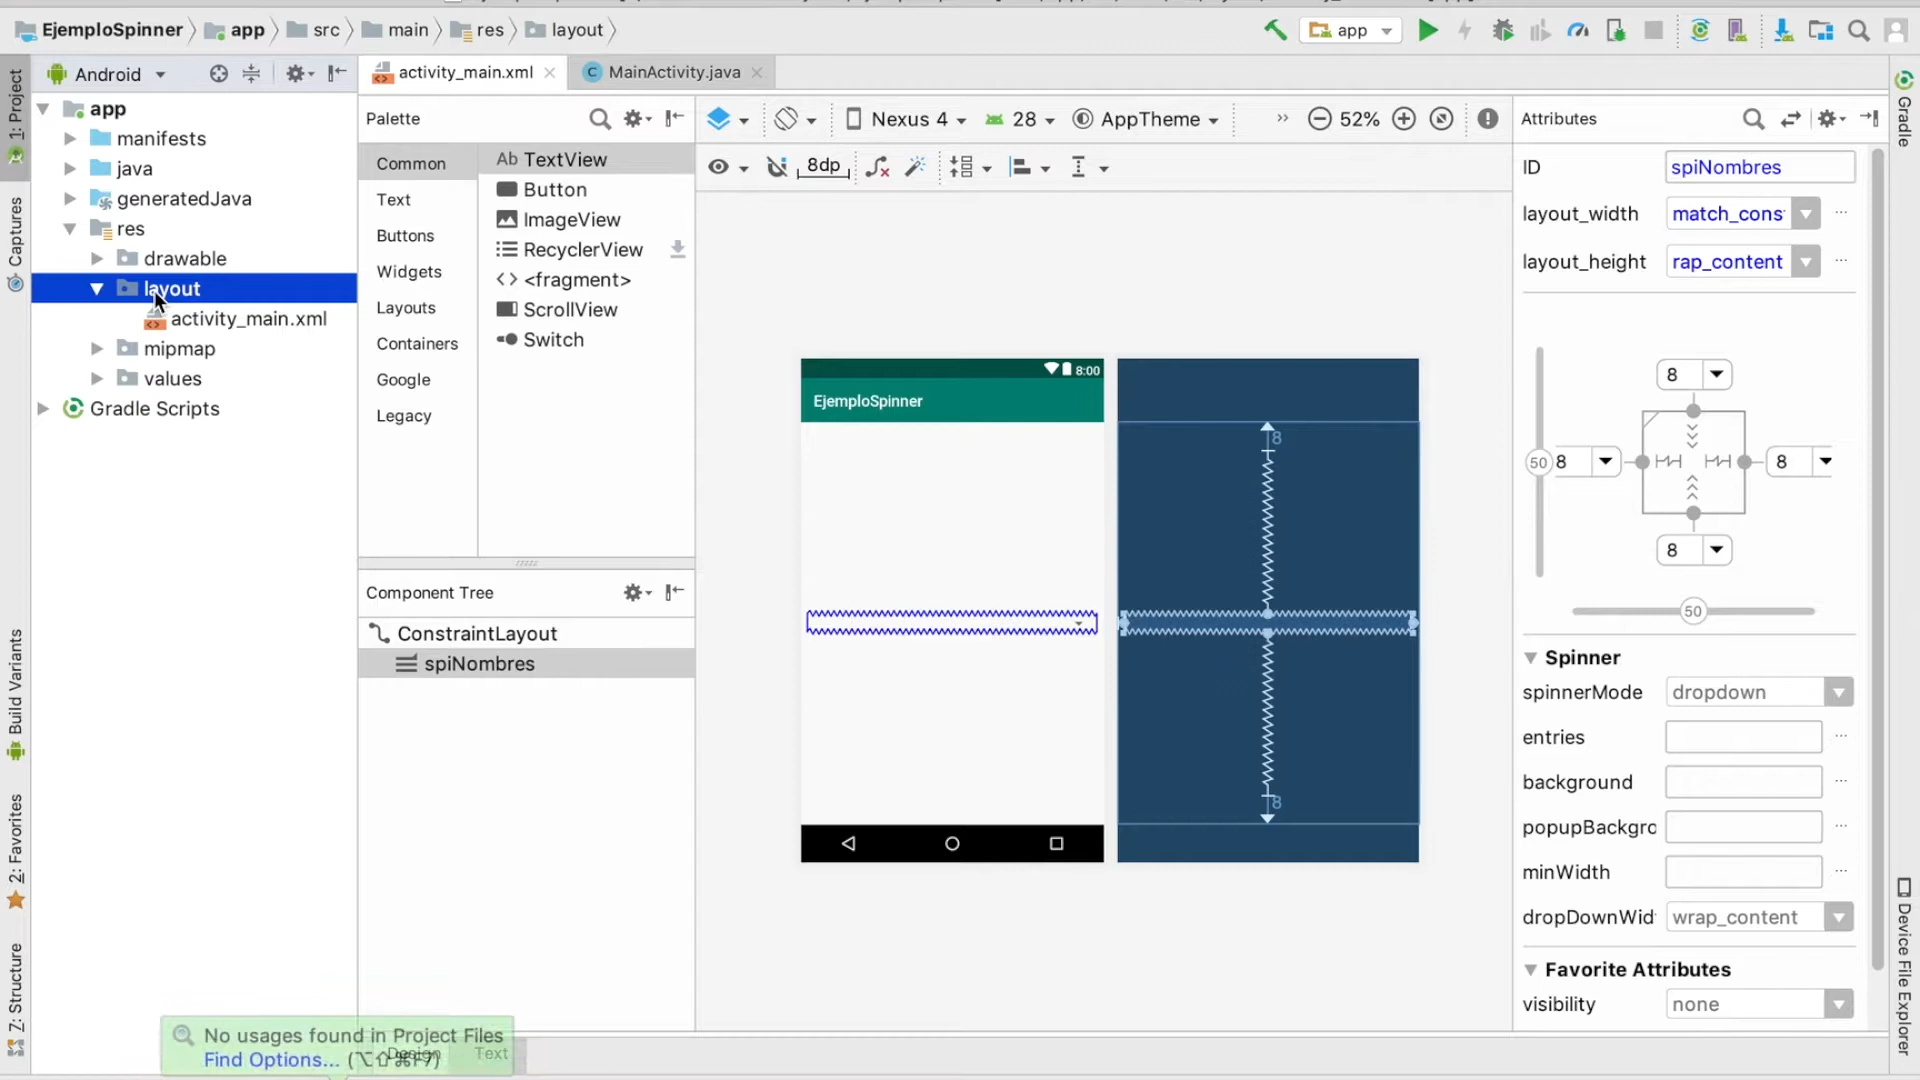 EjemploSpinner app src main res layout
app
Android
activity_main.xml
MainActivity.java
1: Project
Captures
Build Variants
2: Favorites
Z: Structure
app
manifests
java
generatedJava
res
drawable
layout
activity_main.xml
mipmap
values
Gradle Scripts
Palette
Common
Text
Buttons
Widgets
Layouts
Containers
Google
Legacy
Ab TextView
Button
ImageView
RecyclerView
<fragment>
ScrollView
Switch
Component Tree
ConstraintLayout
spiNombres
Nexus 4
28
AppTheme
52%
8dp
8:00
EjemploSpinner
8
8
Attributes
ID spiNombres
layout_width match_cons
layout_height rap_content
8
50 8
8
8
50
Spinner
spinnerMode dropdown
entries
background
popupBackgro
minWidth
dropDownWid wrap_content
Favorite Attributes
visibility none
Gradle
Device File Explorer
No usages found in Project Files
Find Options... (⌥⇧⌘F7)
Design
Text